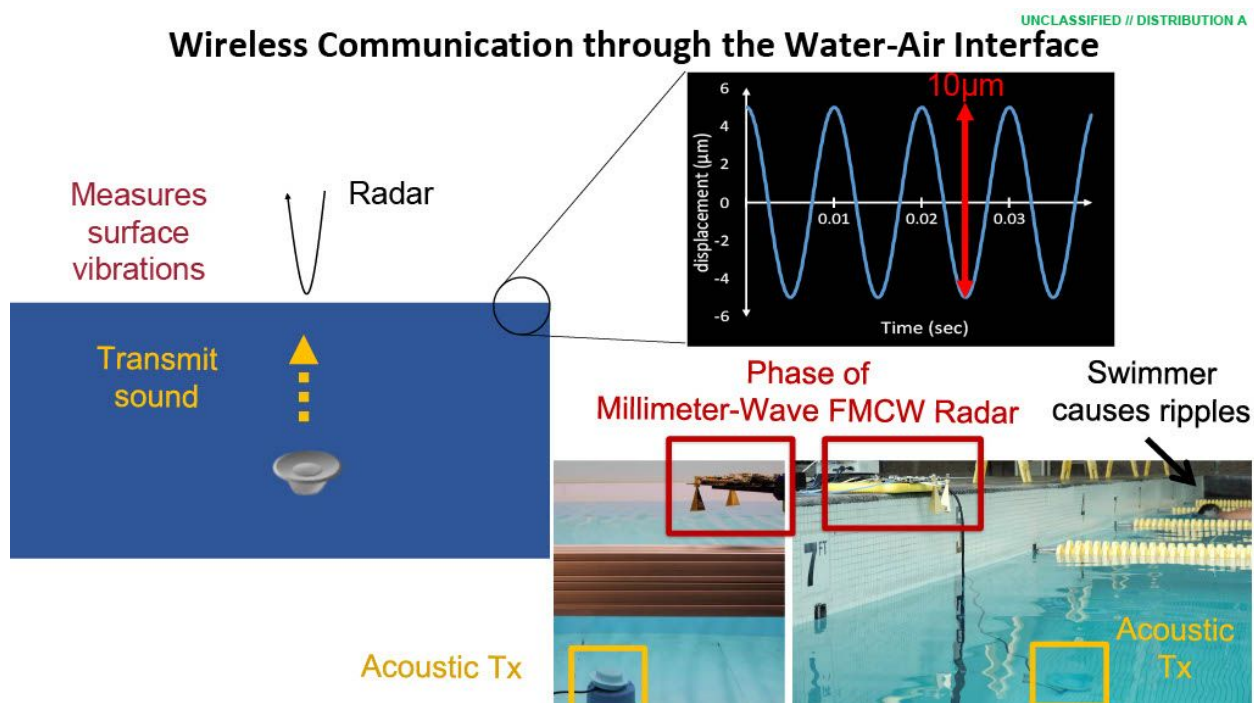 UNCLASSIFIED // DISTRIBUTION A
Wireless Communication through the Water-Air Interface
Measures
surface
vibrations
Radar
Transmit
sound
10μm
6
4
2
0
-2
-4
-6
displacement (μm)
0.01
0.02
0.03
Time (sec)
Phase of
Millimeter-Wave FMCW Radar
Swimmer
causes ripples
7 FT
Acoustic Tx
Acoustic
Tx